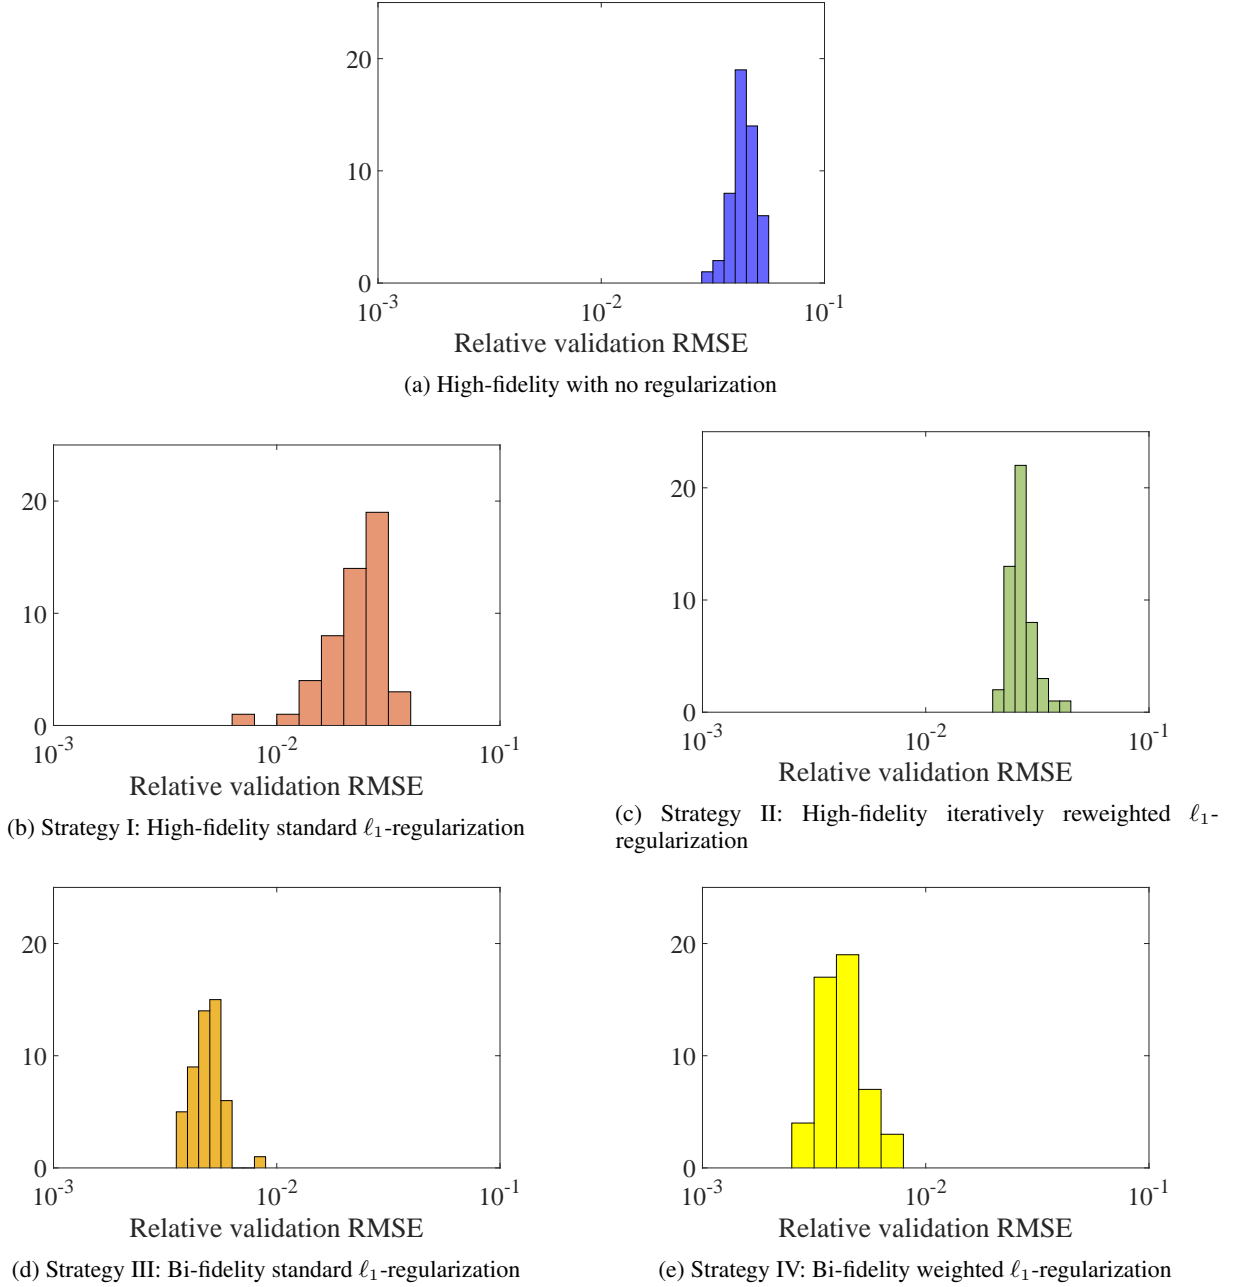 20
10
0
10^-3
10^-2
10^-1
Relative validation RMSE
(a) High-fidelity with no regularization
20
10
0
10^-3
10^-2
10^-1
Relative validation RMSE
(b) Strategy I: High-fidelity standard ℓ₁-regularization
20
10
0
10^-3
10^-2
10^-1
Relative validation RMSE
(c) Strategy II: High-fidelity iteratively reweighted ℓ₁-
regularization
20
10
0
10^-3
10^-2
10^-1
Relative validation RMSE
(d) Strategy III: Bi-fidelity standard ℓ₁-regularization
20
10
0
10^-3
10^-2
10^-1
Relative validation RMSE
(e) Strategy IV: Bi-fidelity weighted ℓ₁-regularization